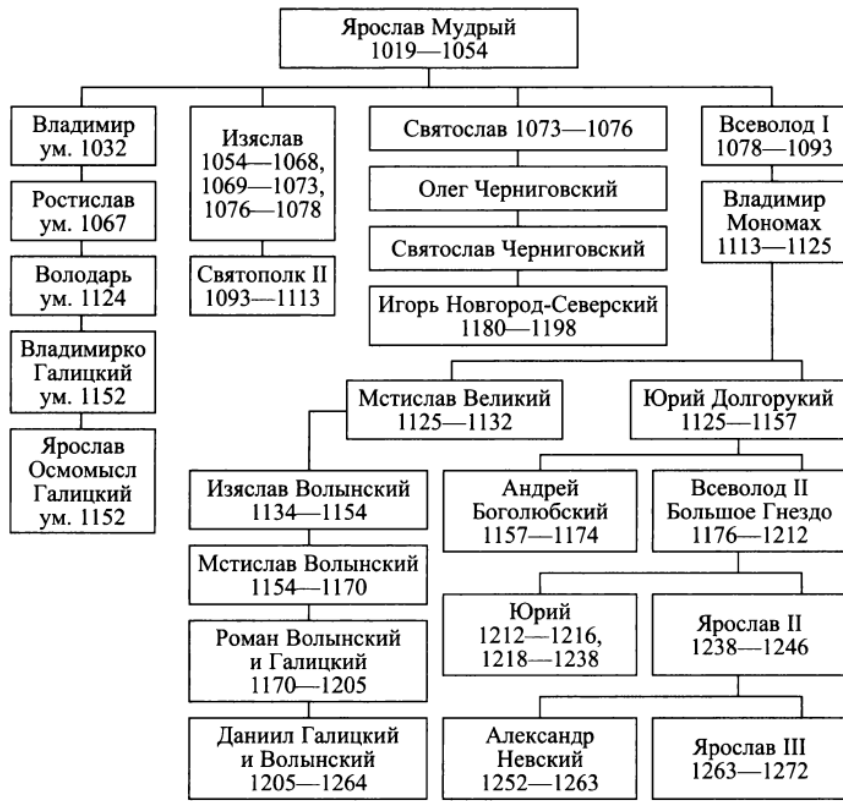 Ярослав Мудрый
1019—1054
Владимир
ум. 1032
Изяслав
1054—1068,
1069—1073,
1076—1078
Святослав 1073—1076
Всеволод I
1078—1093
Ростислав
ум. 1067
Олег Черниговский
Владимир
Мономах
1113—1125
Володарь
ум. 1124
Святополк II
1093—1113
Святослав Черниговский
Игорь Новгород-Северский
1180—1198
Владимирко
Галицкий
ум. 1152
Мстислав Великий
1125—1132
Юрий Долгорукий
1125—1157
Ярослав
Осмомысл
Галицкий
ум. 1152
Изяслав Волынский
1134—1154
Андрей
Боголюбский
1157—1174
Всеволод II
Большое Гнездо
1176—1212
Мстислав Волынский
1154—1170
Юрий
1212—1216,
1218—1238
Ярослав II
1238—1246
Роман Волынский
и Галицкий
1170—1205
Даниил Галицкий
и Волынский
1205—1264
Александр
Невский
1252—1263
Ярослав III
1263—1272